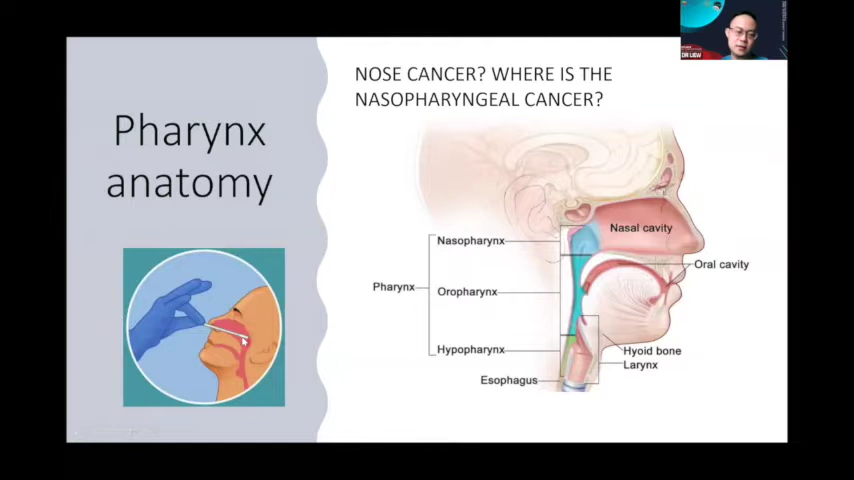 Pharynx
anatomy
NOSE CANCER? WHERE IS THE
NASOPHARYNGEAL CANCER?
Nasal cavity
Nasopharynx
Oral cavity
Pharynx
Oropharynx
Hypopharynx
Hyoid bone
Larynx
Esophagus
DR LIEW